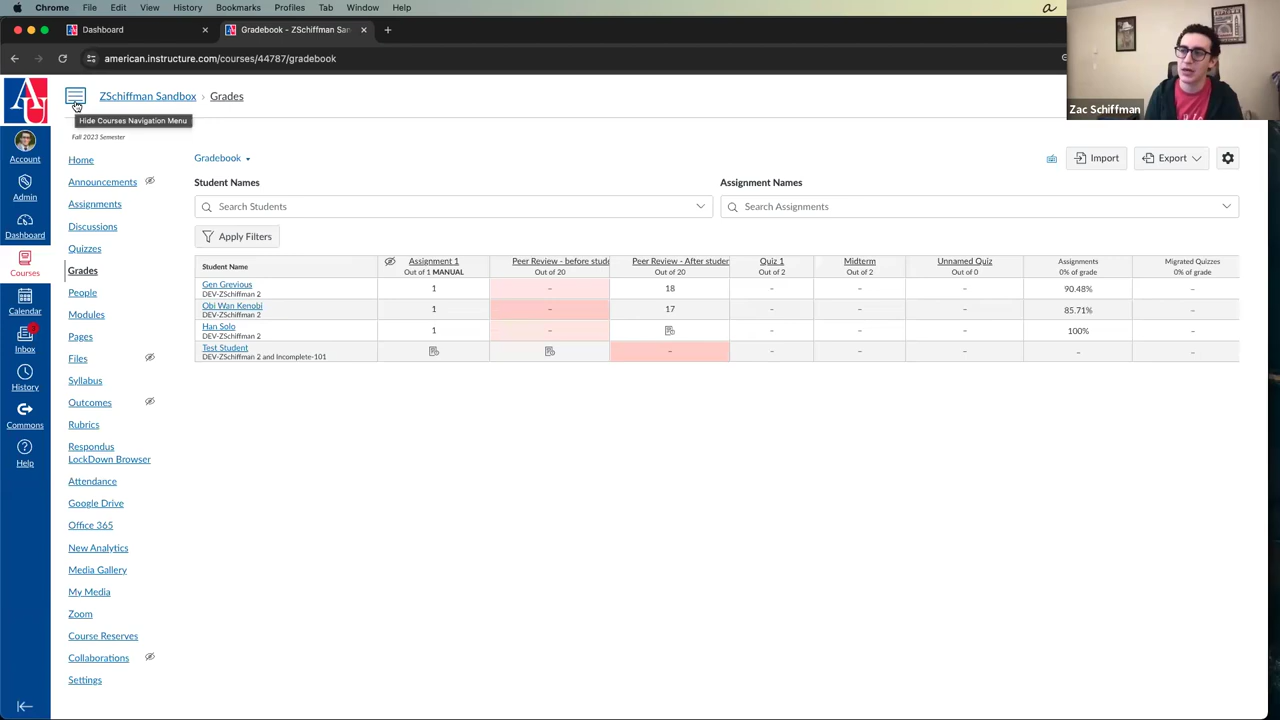 Chrome File Edit View History Bookmarks Profiles Tab Window Help
Dashboard
Gradebook - ZSchiffman San
american.instructure.com/courses/44787/gradebook
Zac Schiffman
AU
ZSchiffman Sandbox › Grades
Hide Courses Navigation Menu
Fall 2023 Semester
Account
Admin
Dashboard
Courses
Calendar
Inbox
History
Commons
Help
Home
Announcements
Assignments
Discussions
Quizzes
Grades
People
Modules
Pages
Files
Syllabus
Outcomes
Rubrics
Respondus
LockDown Browser
Attendance
Google Drive
Office 365
New Analytics
Media Gallery
My Media
Zoom
Course Reserves
Collaborations
Settings
Gradebook
Import
Export
Student Names
Assignment Names
Search Students
Search Assignments
Apply Filters
Student Name
Assignment 1
Out of 1 MANUAL
Peer Review - before stude
Out of 20
Peer Review - After studer
Out of 20
Quiz 1
Out of 2
Midterm
Out of 2
Unnamed Quiz
Out of 0
Assignments
0% of grade
Migrated Quizzes
0% of grade
Gen Grevious
DEV-ZSchiffman 2
1 – 18 – – – 90.48% –
Obi Wan Kenobi
DEV-ZSchiffman 2
1 – 17 – – – 85.71% –
Han Solo
DEV-ZSchiffman 2
1 – – – – 100% –
Test Student
DEV-ZSchiffman 2 and Incomplete-101
– – – – – –